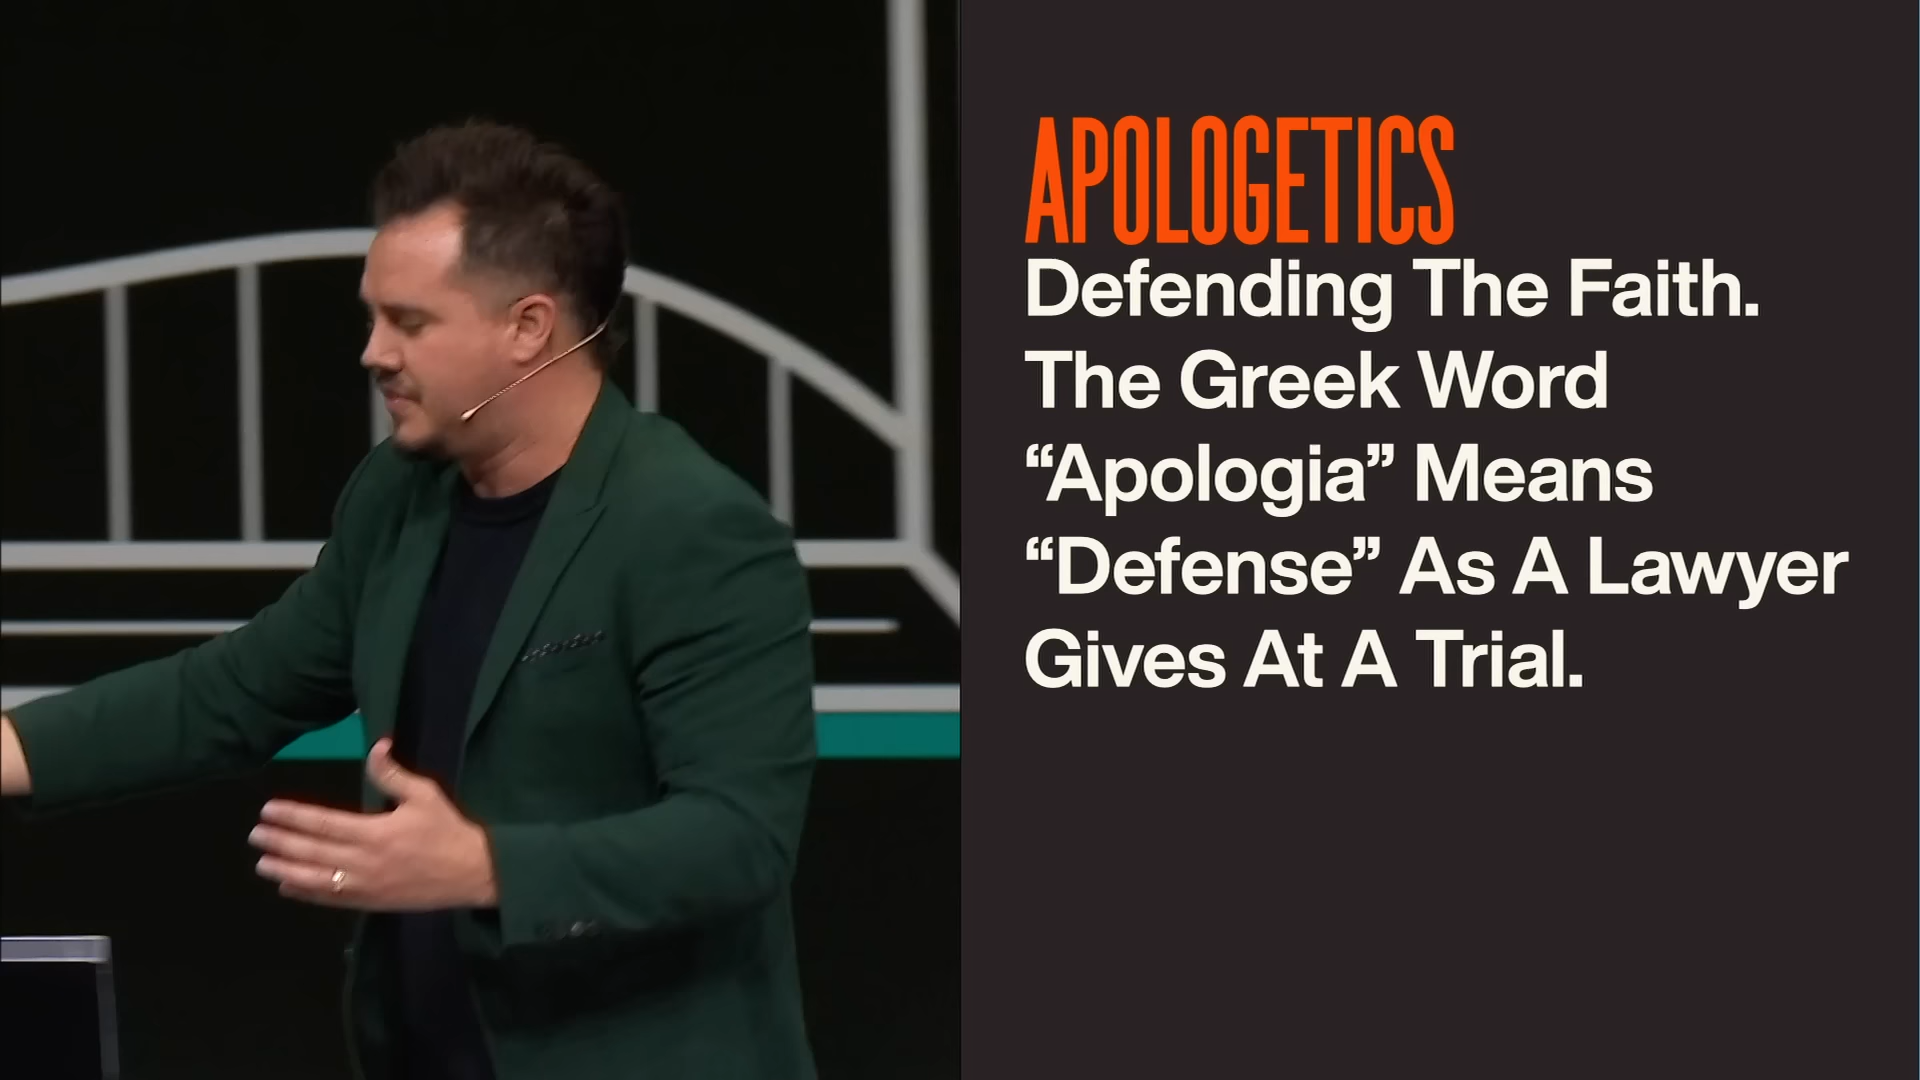 APOLOGETICS
Defending The Faith.
The Greek Word
“Apologia” Means
“Defense” As A Lawyer
Gives At A Trial.